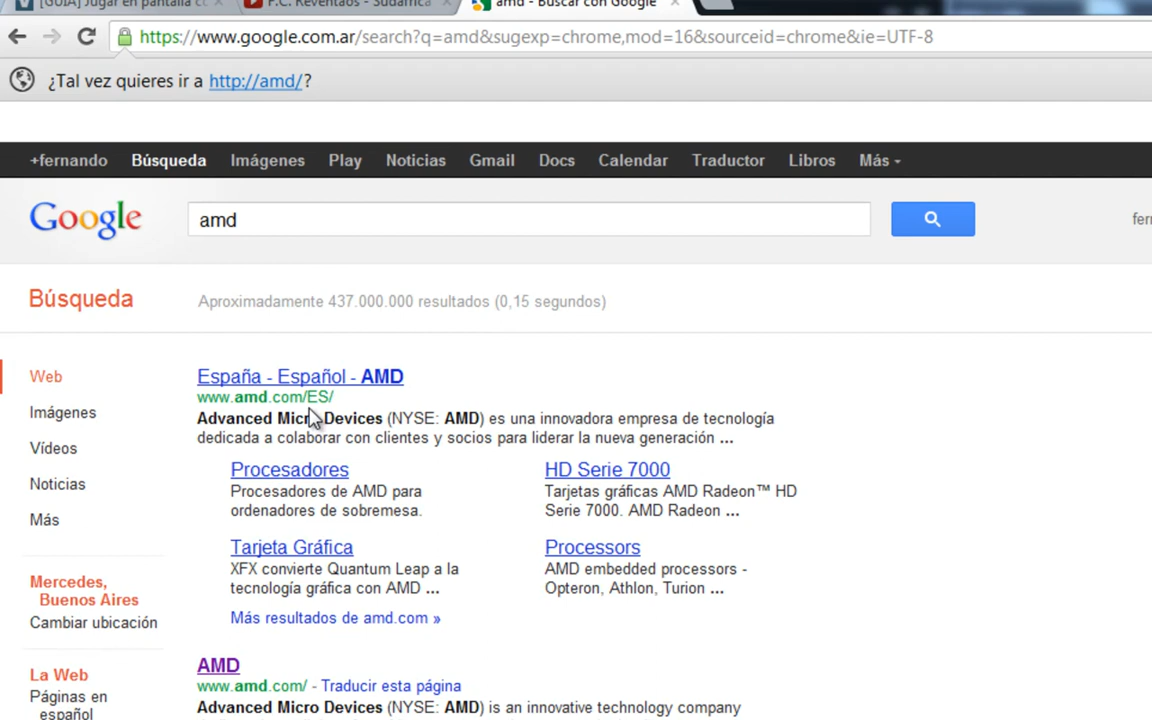 [GUIA] Jugar en pantalla
F.C. Reventaos - Sudáfrica
amd - Buscar con Google
https://www.google.com.ar/search?q=amd&sugexp=chrome,mod=16&sourceid=chrome&ie=UTF-8
¿Tal vez quieres ir a http://amd/?
+fernando Búsqueda Imágenes Play Noticias Gmail Docs Calendar Traductor Libros Más
Google amd
Búsqueda Aproximadamente 437.000.000 resultados (0,15 segundos)
Web
Imágenes
Vídeos
Noticias
Más
Mercedes,
Buenos Aires
Cambiar ubicación
La Web
Páginas en
español
España - Español - AMD
www.amd.com/ES/
Advanced Micro Devices (NYSE: AMD) es una innovadora empresa de tecnología
dedicada a colaborar con clientes y socios para liderar la nueva generación ...
Procesadores
Procesadores de AMD para
ordenadores de sobremesa.
HD Serie 7000
Tarjetas gráficas AMD Radeon™ HD
Serie 7000. AMD Radeon ...
Tarjeta Gráfica
XFX convierte Quantum Leap a la
tecnología gráfica con AMD ...
Processors
AMD embedded processors -
Opteron, Athlon, Turion ...
Más resultados de amd.com »
AMD
www.amd.com/ - Traducir esta página
Advanced Micro Devices (NYSE: AMD) is an innovative technology company